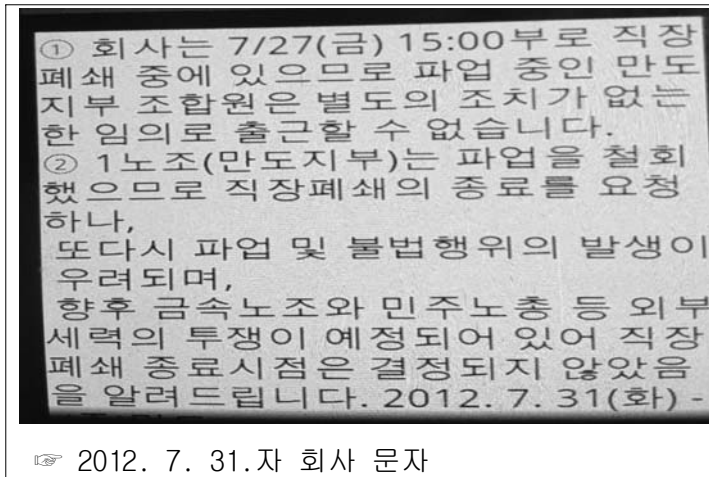 ① 회사는 7/27(금) 15:00부로 직장
폐쇄 중에 있으므로 파업 중인 만도
지부 조합원은 별도의 조치가 없는
한 임의로 출근할 수 없습니다.
② 1노조(만도지부)는 파업을 철회
했으므로 직장폐쇄의 종료를 요청
하나,
또다시 파업 및 불법행위의 발생이
우려되며,
향후 금속노조와 민주노총 등 외부
세력의 투쟁이 예정되어 있어 직장
폐쇄 종료시점은 결정되지 않았음
을 알려드립니다. 2012. 7. 31(화) -
☞ 2012. 7. 31.자 회사 문자